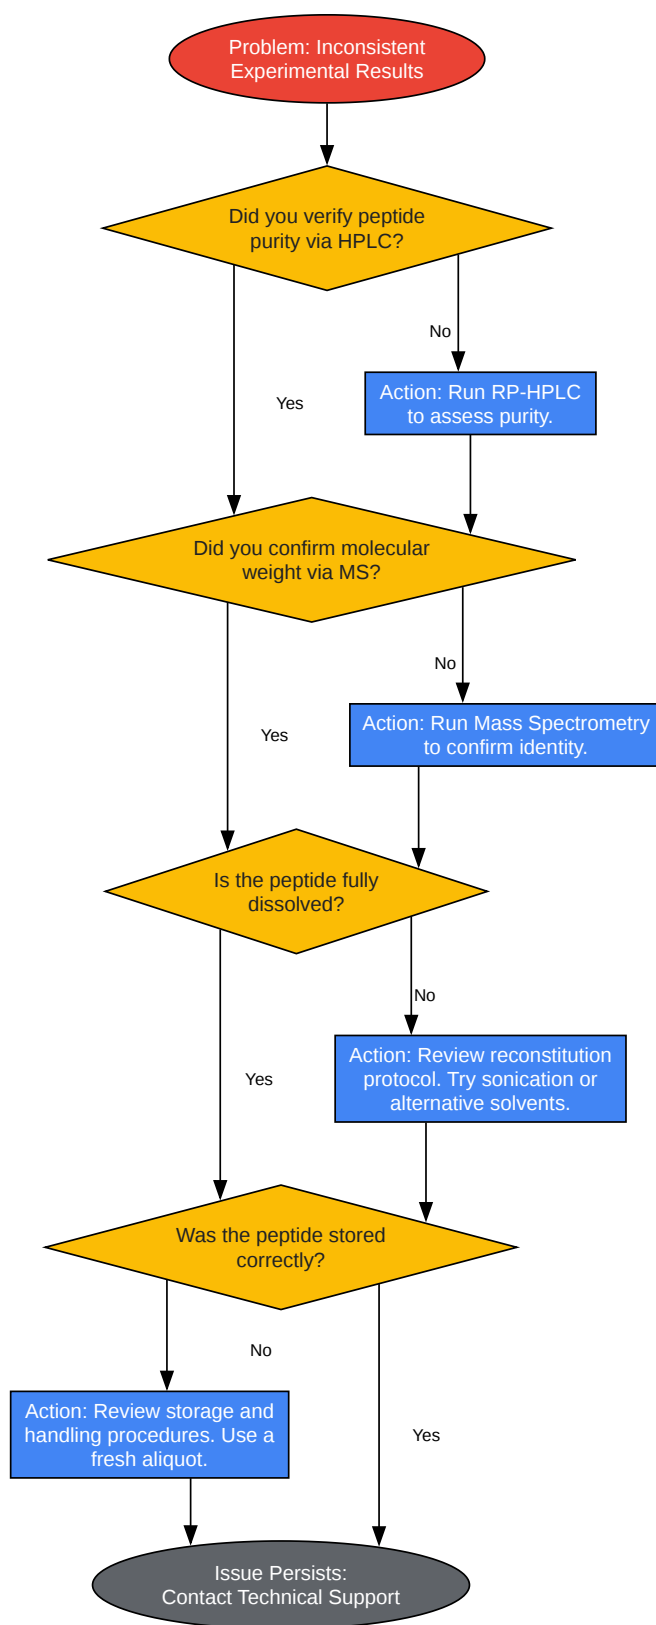 Problem: Inconsistent
Experimental Results
Did you verify peptide
purity via HPLC?
No
Action: Run RP-HPLC
to assess purity.
Yes
Did you confirm molecular
weight via MS?
No
Action: Run Mass Spectrometry
to confirm identity.
Yes
Is the peptide fully
dissolved?
No
Action: Review reconstitution
protocol. Try sonication or
alternative solvents.
Yes
Was the peptide stored
correctly?
No
Action: Review storage and
handling procedures. Use a
fresh aliquot.
Yes
Issue Persists:
Contact Technical Support